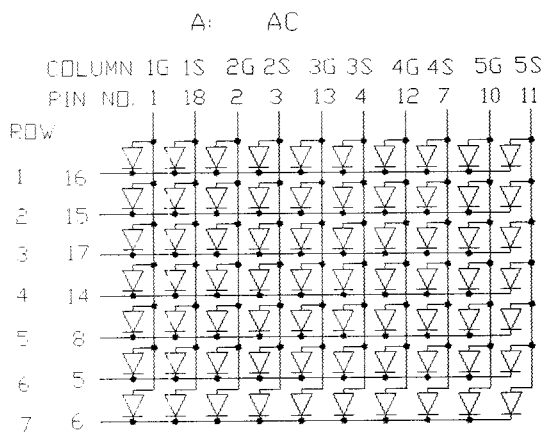 A: AC
COLUMN 1G 1S 2G 2S 3G 3S 4G 4S 5G 5S
PIN NO. 1 18 2 3 13 4 12 7 10 11
ROW
1 16
2 15
3 17
4 14
5 8
6 5
7 6